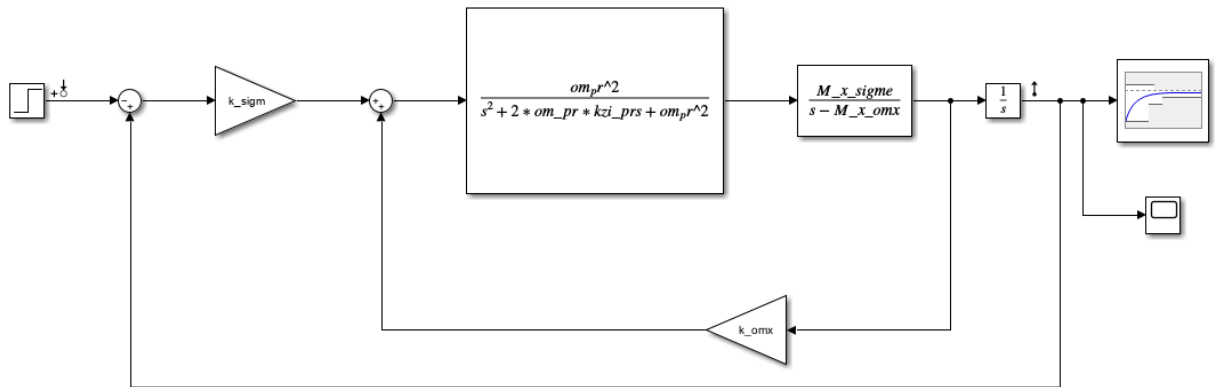 k_sigm
om_pr^2
s^2 + 2 * om_pr * kzi_prs + om_pr^2
M_x_sigme
s − M_x_omx
1
s
k_omx